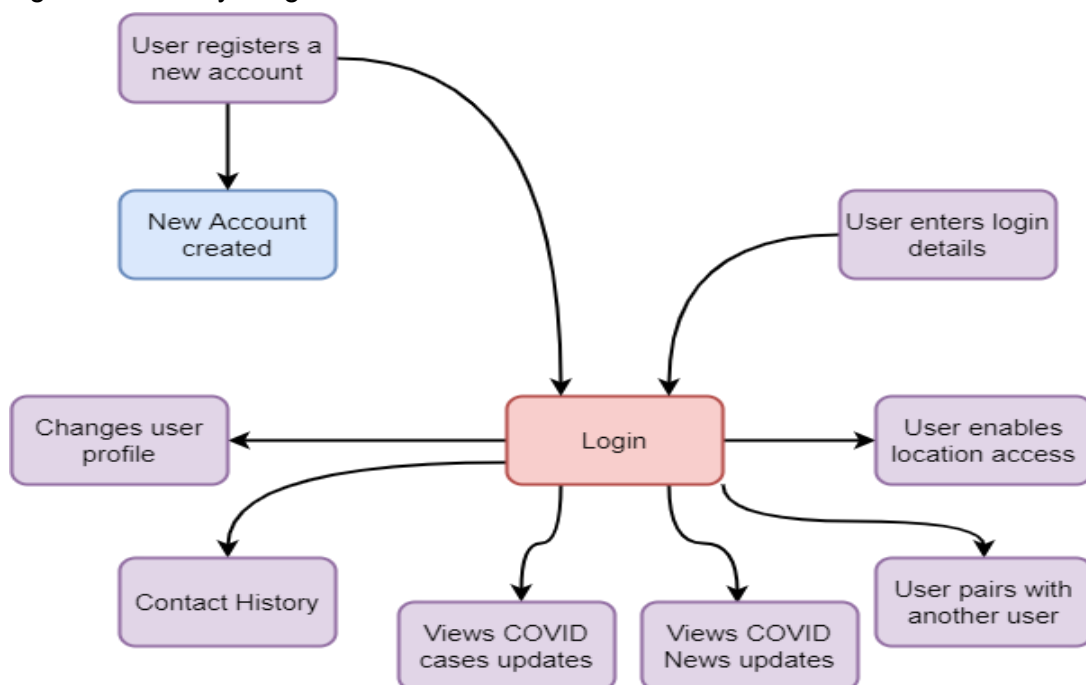 User registers a
new account
New Account
created
User enters login
details
Changes user
profile
Login
User enables
location access
Contact History
Views COVID
cases updates
Views COVID
News updates
User pairs with
another user